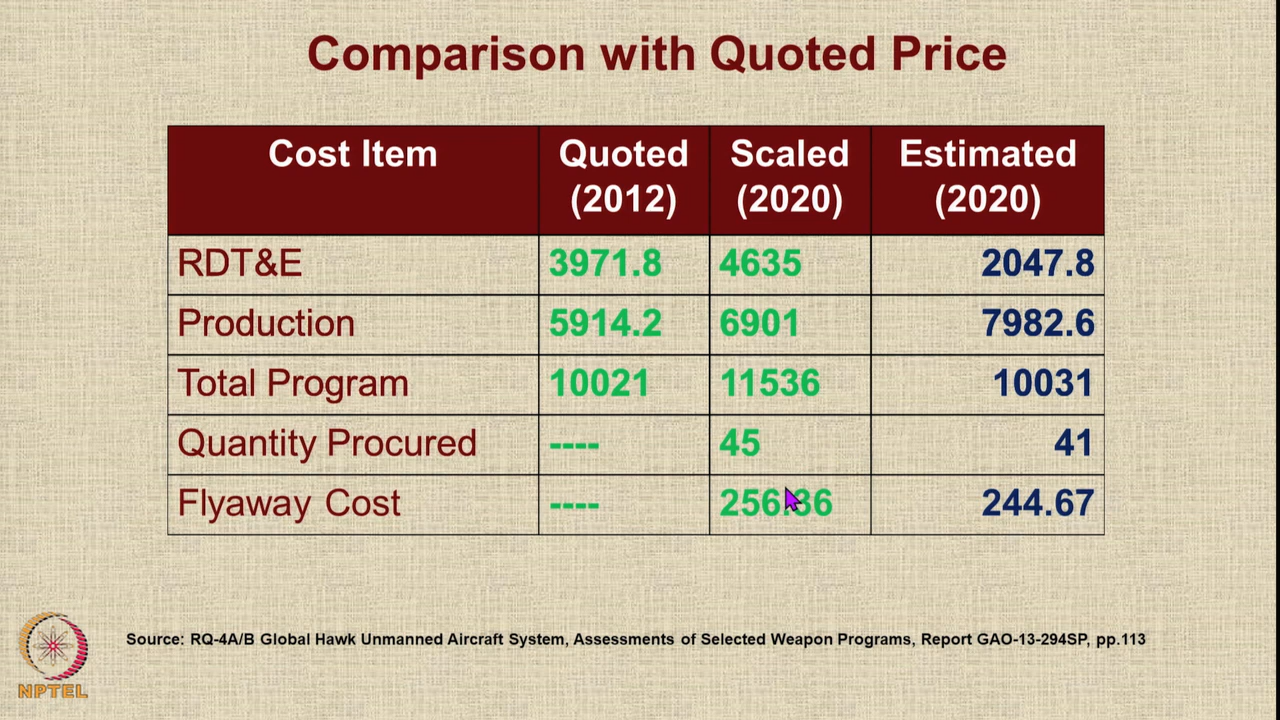 Comparison with Quoted Price
Cost Item Quoted (2012) Scaled (2020) Estimated (2020)
RDT&E 3971.8 4635 2047.8
Production 5914.2 6901 7982.6
Total Program 10021 11536 10031
Quantity Procured ---- 45 41
Flyaway Cost ---- 256.36 244.67
Source: RQ-4A/B Global Hawk Unmanned Aircraft System, Assessments of Selected Weapon Programs, Report GAO-13-294SP, pp.113
NPTEL